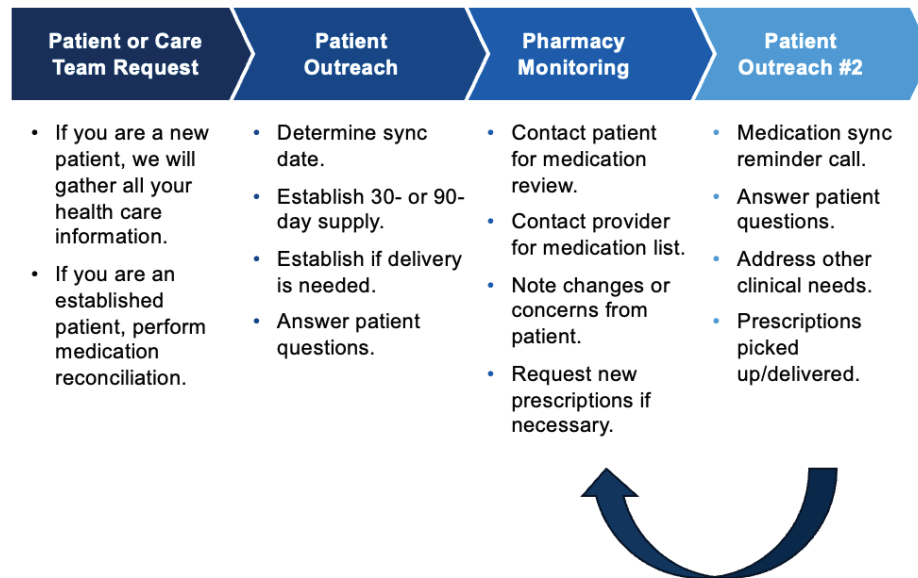 Patient or Care
Team Request
Patient
Outreach
Pharmacy
Monitoring
Patient
Outreach #2
• If you are a new
patient, we will
gather all your
health care
information.
• If you are an
established
patient, perform
medication
reconciliation.
• Determine sync
date.
• Establish 30- or 90-
day supply.
• Establish if delivery
is needed.
• Answer patient
questions.
• Contact patient
for medication
review.
• Contact provider
for medication list.
• Note changes or
concerns from
patient.
• Request new
prescriptions if
necessary.
• Medication sync
reminder call.
• Answer patient
questions.
• Address other
clinical needs.
• Prescriptions
picked
up/delivered.